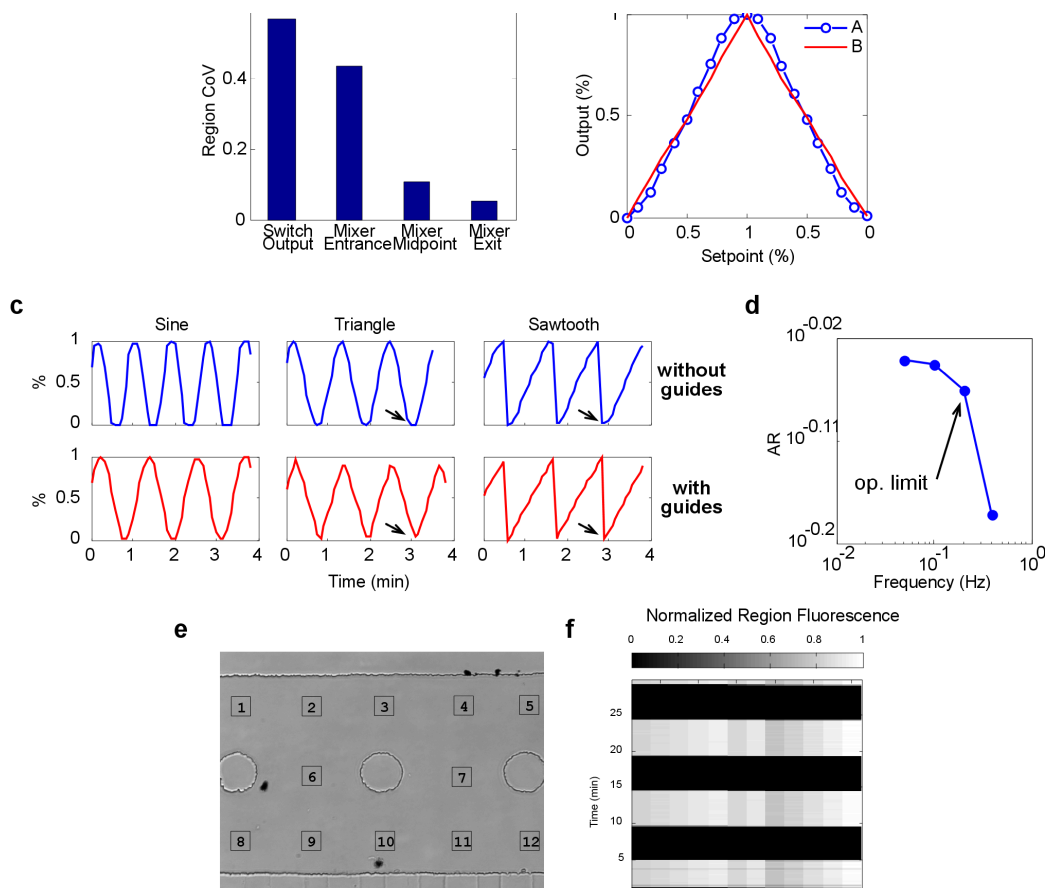 Region CoV
0.4
0.2
0
Switch Output
Mixer Entrance
Mixer Midpoint
Mixer Exit
Output (%)
1
0.5
0
A
B
0 0.5 1 0.5 0
Setpoint (%)
c
Sine Triangle Sawtooth
%
1
0.5
0
without guides
%
1
0.5
0
with guides
0 1 2 3 4 0 1 2 3 4 0 1 2 3 4
Time (min)
d
AR
10^-0.02
10^-0.11
10^-0.2
op. limit
10^-2 10^-1 10^0
Frequency (Hz)
e
1 2 3 4 5
6 7
8 9 10 11 12
f
Normalized Region Fluorescence
0 0.2 0.4 0.6 0.8 1
Time (min)
25
20
15
10
5